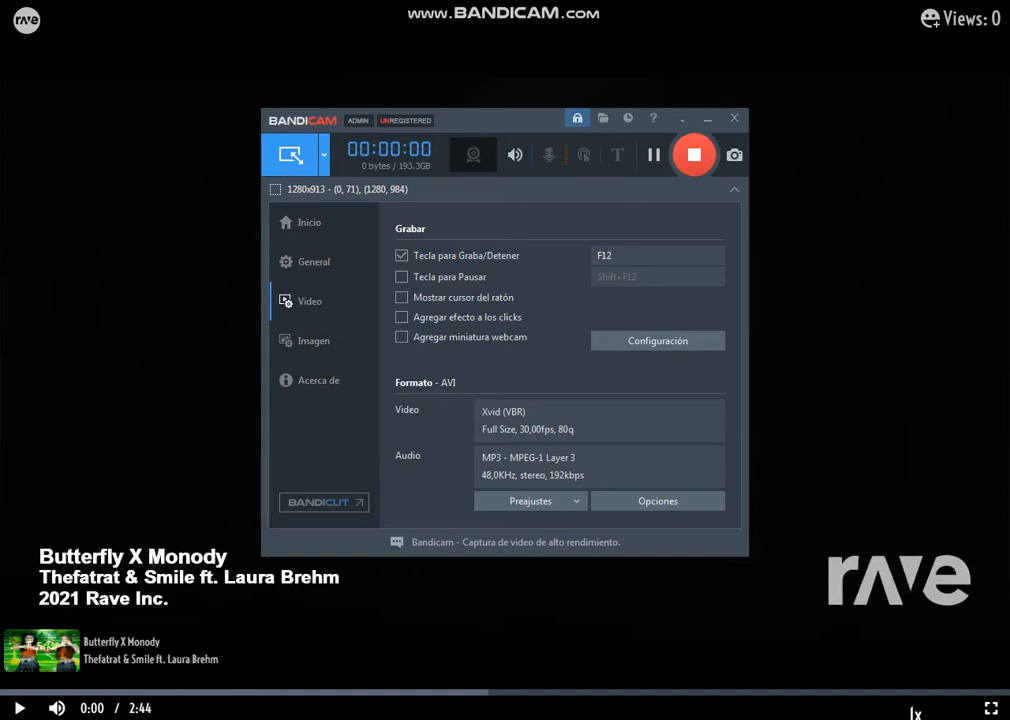 rave
WWW.BANDICAM.COM
Views: 0
BANDICAM ADMIN UNREGISTERED
00:00:00
0 bytes / 193.3GB
1280x913 - (0, 71), (1280, 984)
Inicio
General
Video
Imagen
Acerca de
BANDICUT
Grabar
Tecla para Graba/Detener F12
Tecla para Pausar Shift+F12
Mostrar cursor del ratón
Agregar efecto a los clicks
Agregar miniatura webcam
Configuración
Formato - AVI
Video Xvid (VBR)
Full Size, 30,00fps, 80q
Audio MP3 - MPEG-1 Layer 3
48,0KHz, stereo, 192kbps
Preajustes Opciones
Bandicam - Captura de video de alto rendimiento.
Butterfly X Monody
Thefatrat & Smile ft. Laura Brehm
2021 Rave Inc.
rave
Butterfly X Monody
Thefatrat & Smile ft. Laura Brehm
0:00 / 2:44
1x